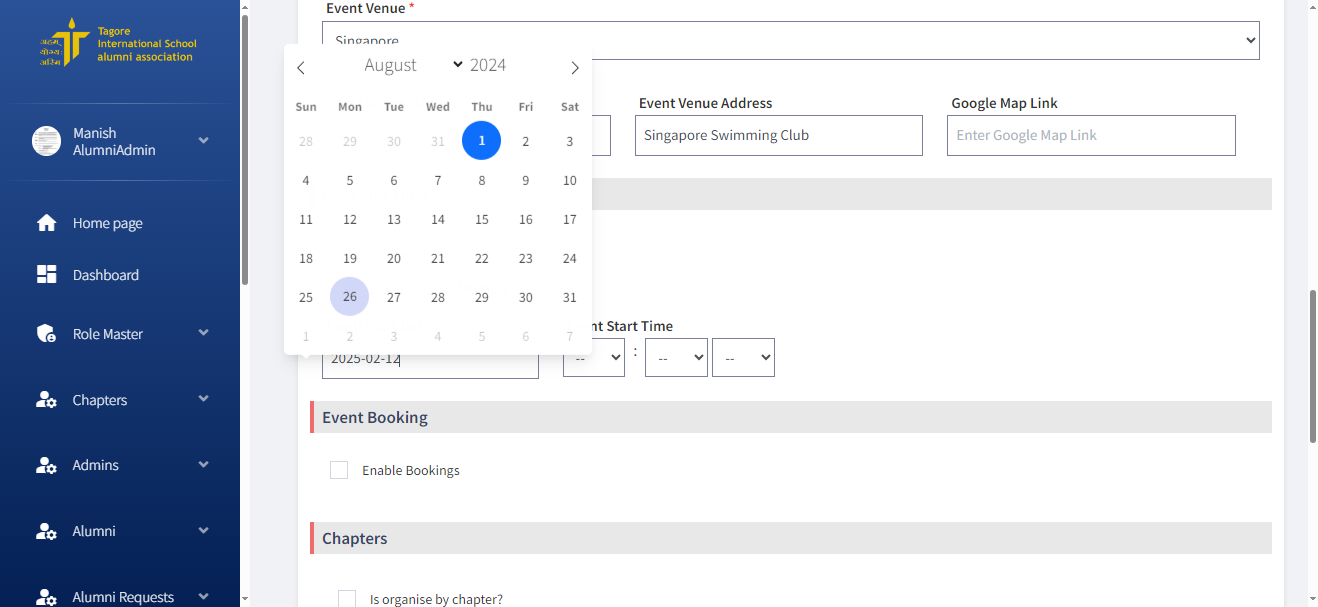 अहम्
योग्यः
अस्मि
Tagore
International School
alumni association
Manish
AlumniAdmin
Home page
Dashboard
Role Master
Chapters
Admins
Alumni
Alumni Requests
Event Venue *
Singapore
August 2024
Sun Mon Tue Wed Thu Fri Sat
28 29 30 31 1 2 3
4 5 6 7 8 9 10
11 12 13 14 15 16 17
18 19 20 21 22 23 24
25 26 27 28 29 30 31
1 2 3 4 5 6 7
Event Venue Address
Google Map Link
Singapore Swimming Club
Enter Google Map Link
nt Start Time
2025-02-12
-- : -- --
Event Booking
Enable Bookings
Chapters
Is organise by chapter?